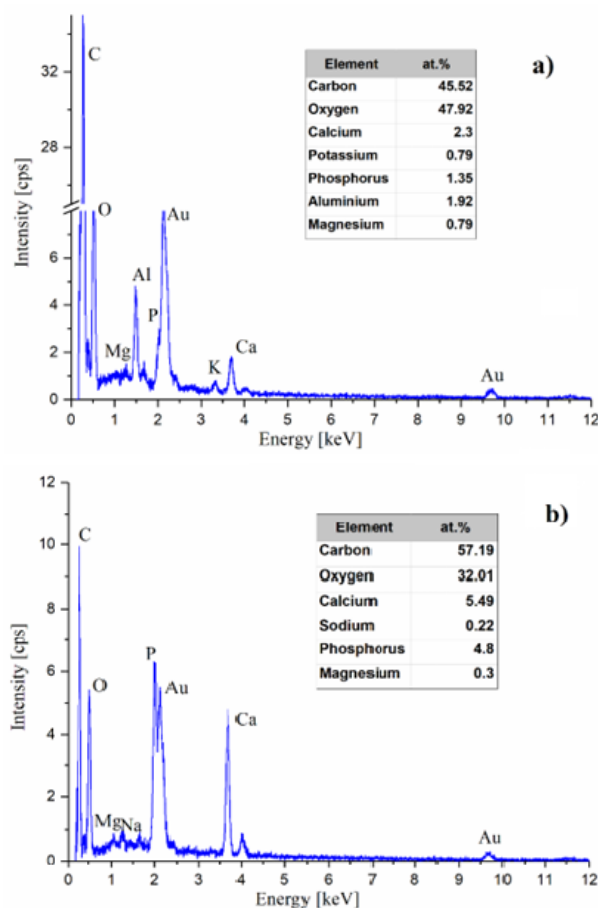 a)
Intensity [cps]
32
28
6
4
2
0
C
O
Au
Al
P
Mg
K
Ca
Au
Element at.%
Carbon 45.52
Oxygen 47.92
Calcium 2.3
Potassium 0.79
Phosphorus 1.35
Aluminium 1.92
Magnesium 0.79
0 1 2 3 4 5 6 7 8 9 10 11 12
Energy [keV]
b)
Intensity [cps]
12
10
8
6
4
2
0
C
O
P
Au
Ca
Mg
Na
Au
Element at.%
Carbon 57.19
Oxygen 32.01
Calcium 5.49
Sodium 0.22
Phosphorus 4.8
Magnesium 0.3
0 1 2 3 4 5 6 7 8 9 10 11 12
Energy [keV]